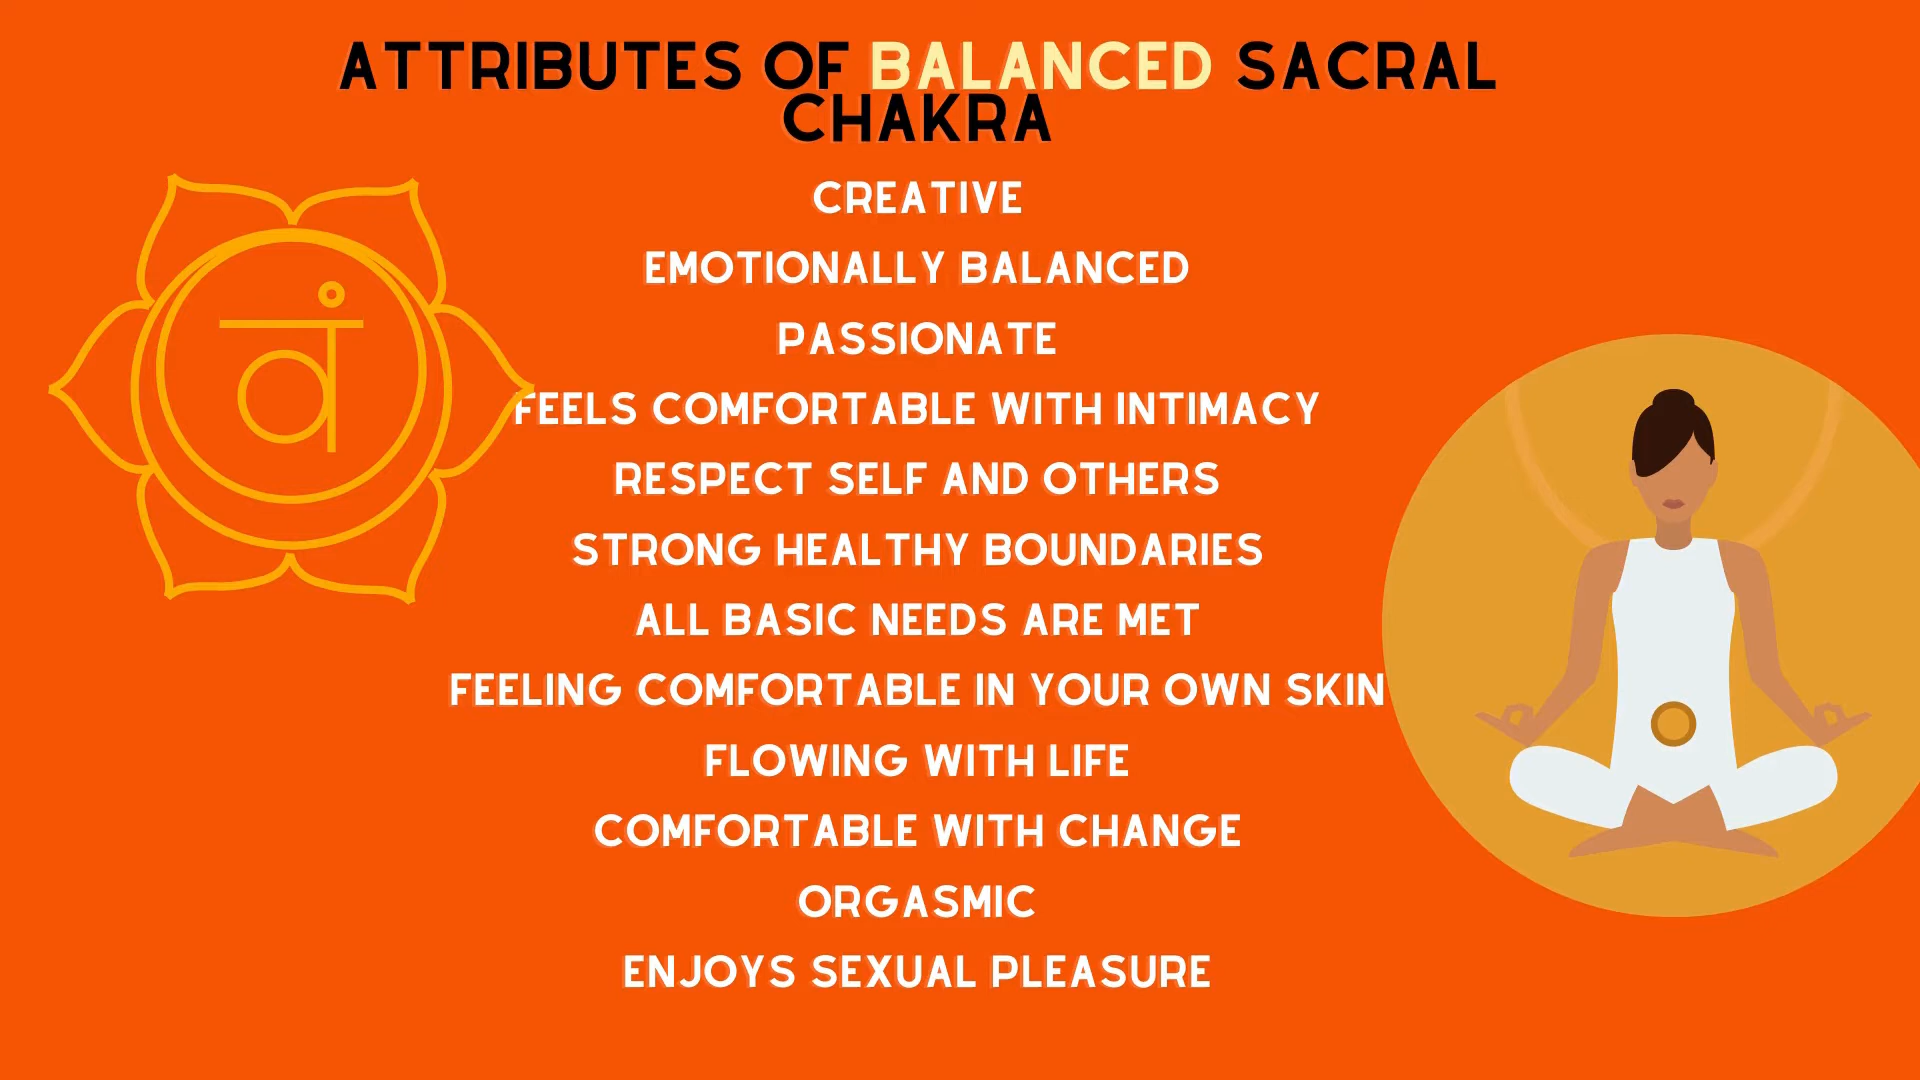 ATTRIBUTES OF BALANCED SACRAL
CHAKRA
वं
CREATIVE
EMOTIONALLY BALANCED
PASSIONATE
FEELS COMFORTABLE WITH INTIMACY
RESPECT SELF AND OTHERS
STRONG HEALTHY BOUNDARIES
ALL BASIC NEEDS ARE MET
FEELING COMFORTABLE IN YOUR OWN SKIN
FLOWING WITH LIFE
COMFORTABLE WITH CHANGE
ORGASMIC
ENJOYS SEXUAL PLEASURE